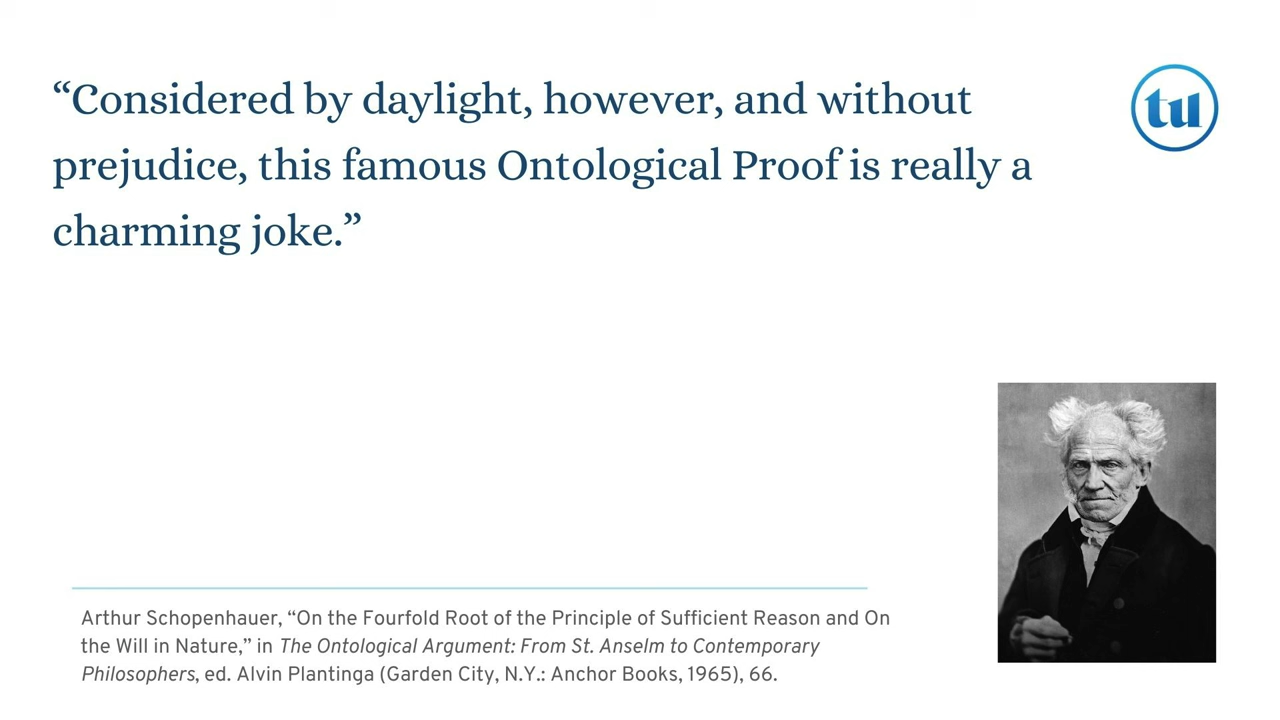 “Considered by daylight, however, and without
prejudice, this famous Ontological Proof is really a
charming joke.”
tu
Arthur Schopenhauer, “On the Fourfold Root of the Principle of Sufficient Reason and On
the Will in Nature,” in The Ontological Argument: From St. Anselm to Contemporary
Philosophers, ed. Alvin Plantinga (Garden City, N.Y.: Anchor Books, 1965), 66.